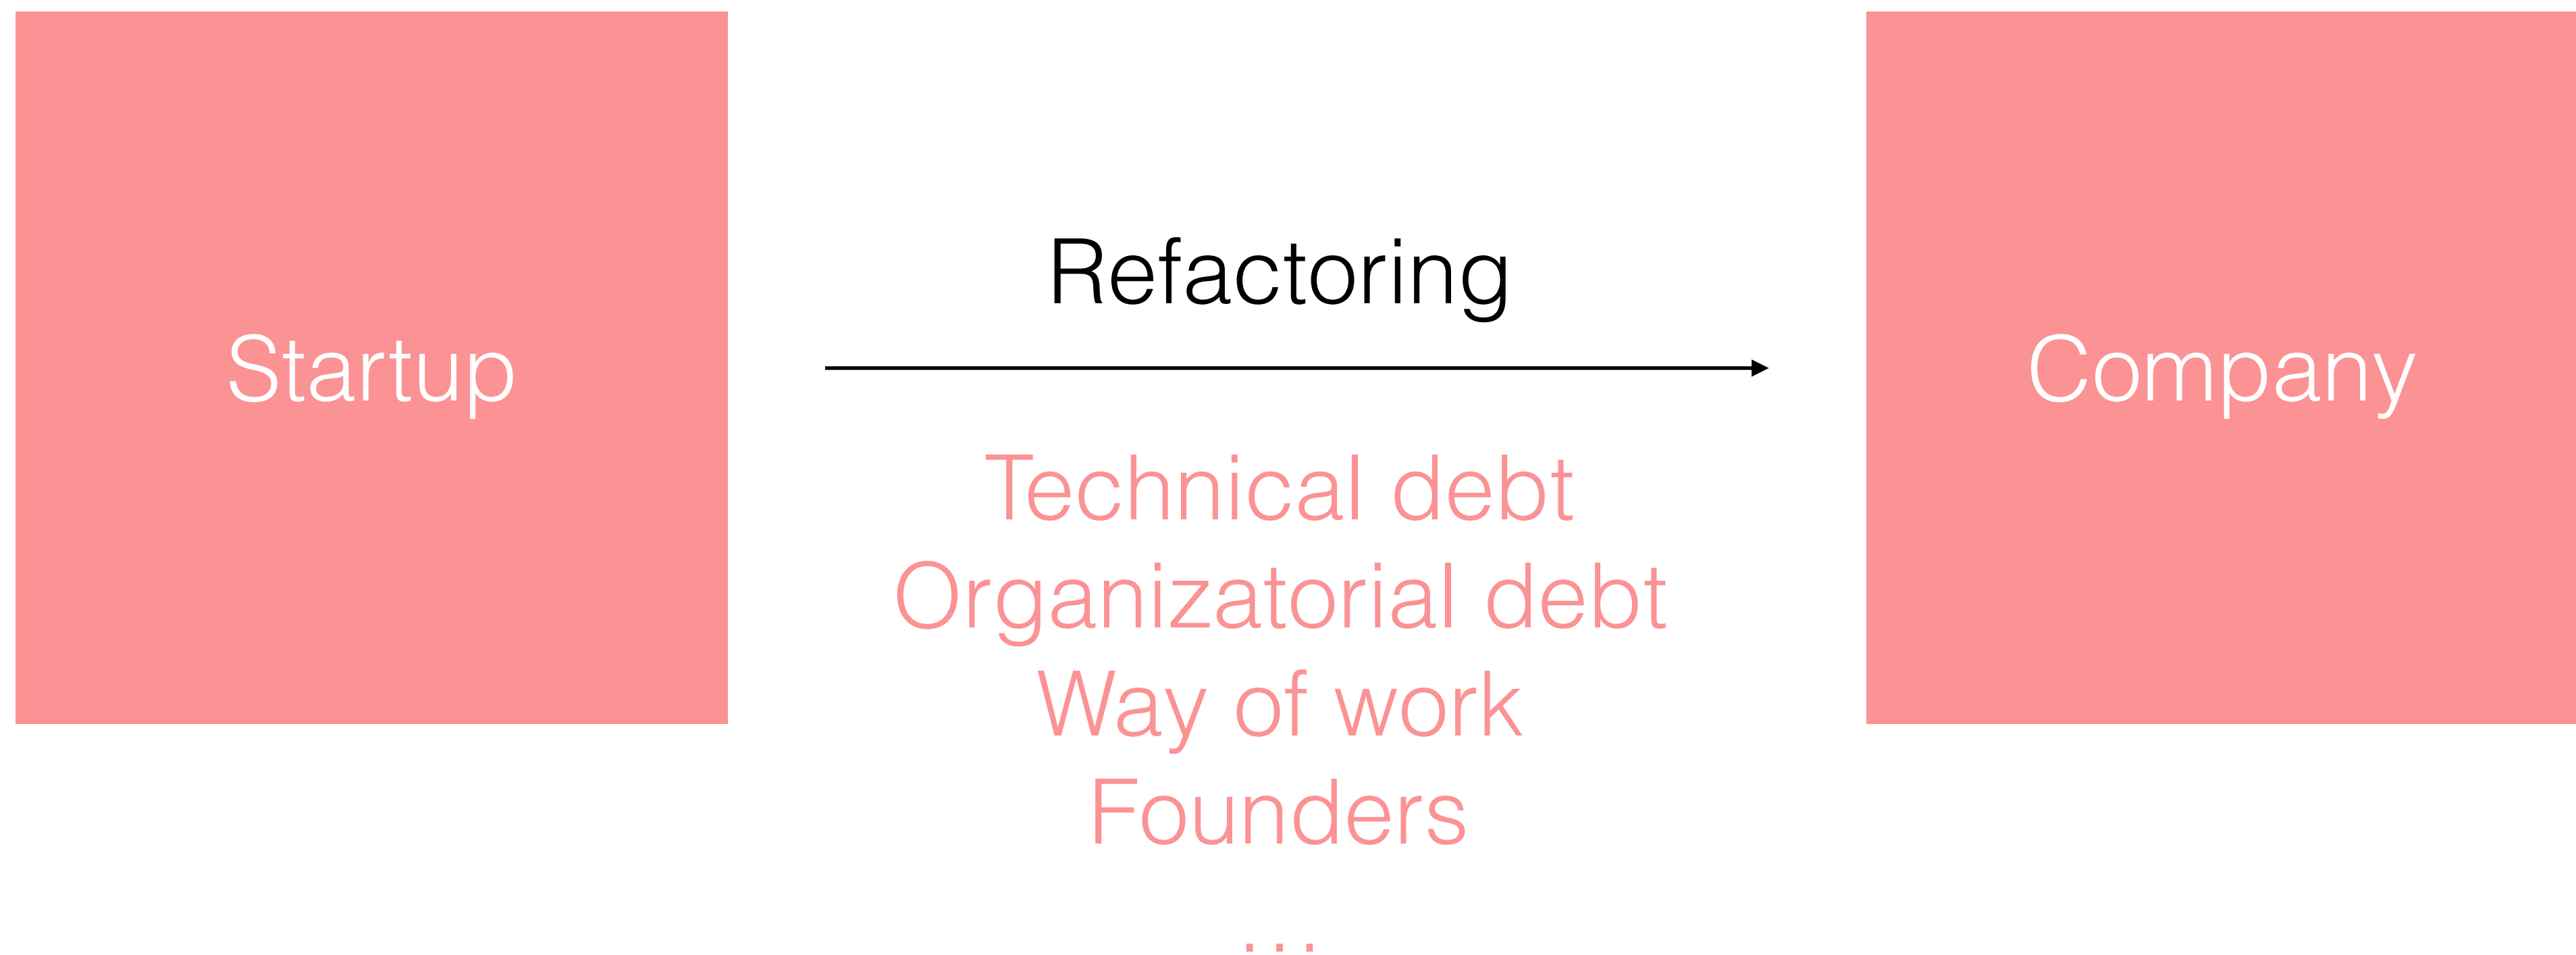 Startup
Refactoring
Company
Technical debt
Organizatorial debt
Way of work
Founders
...